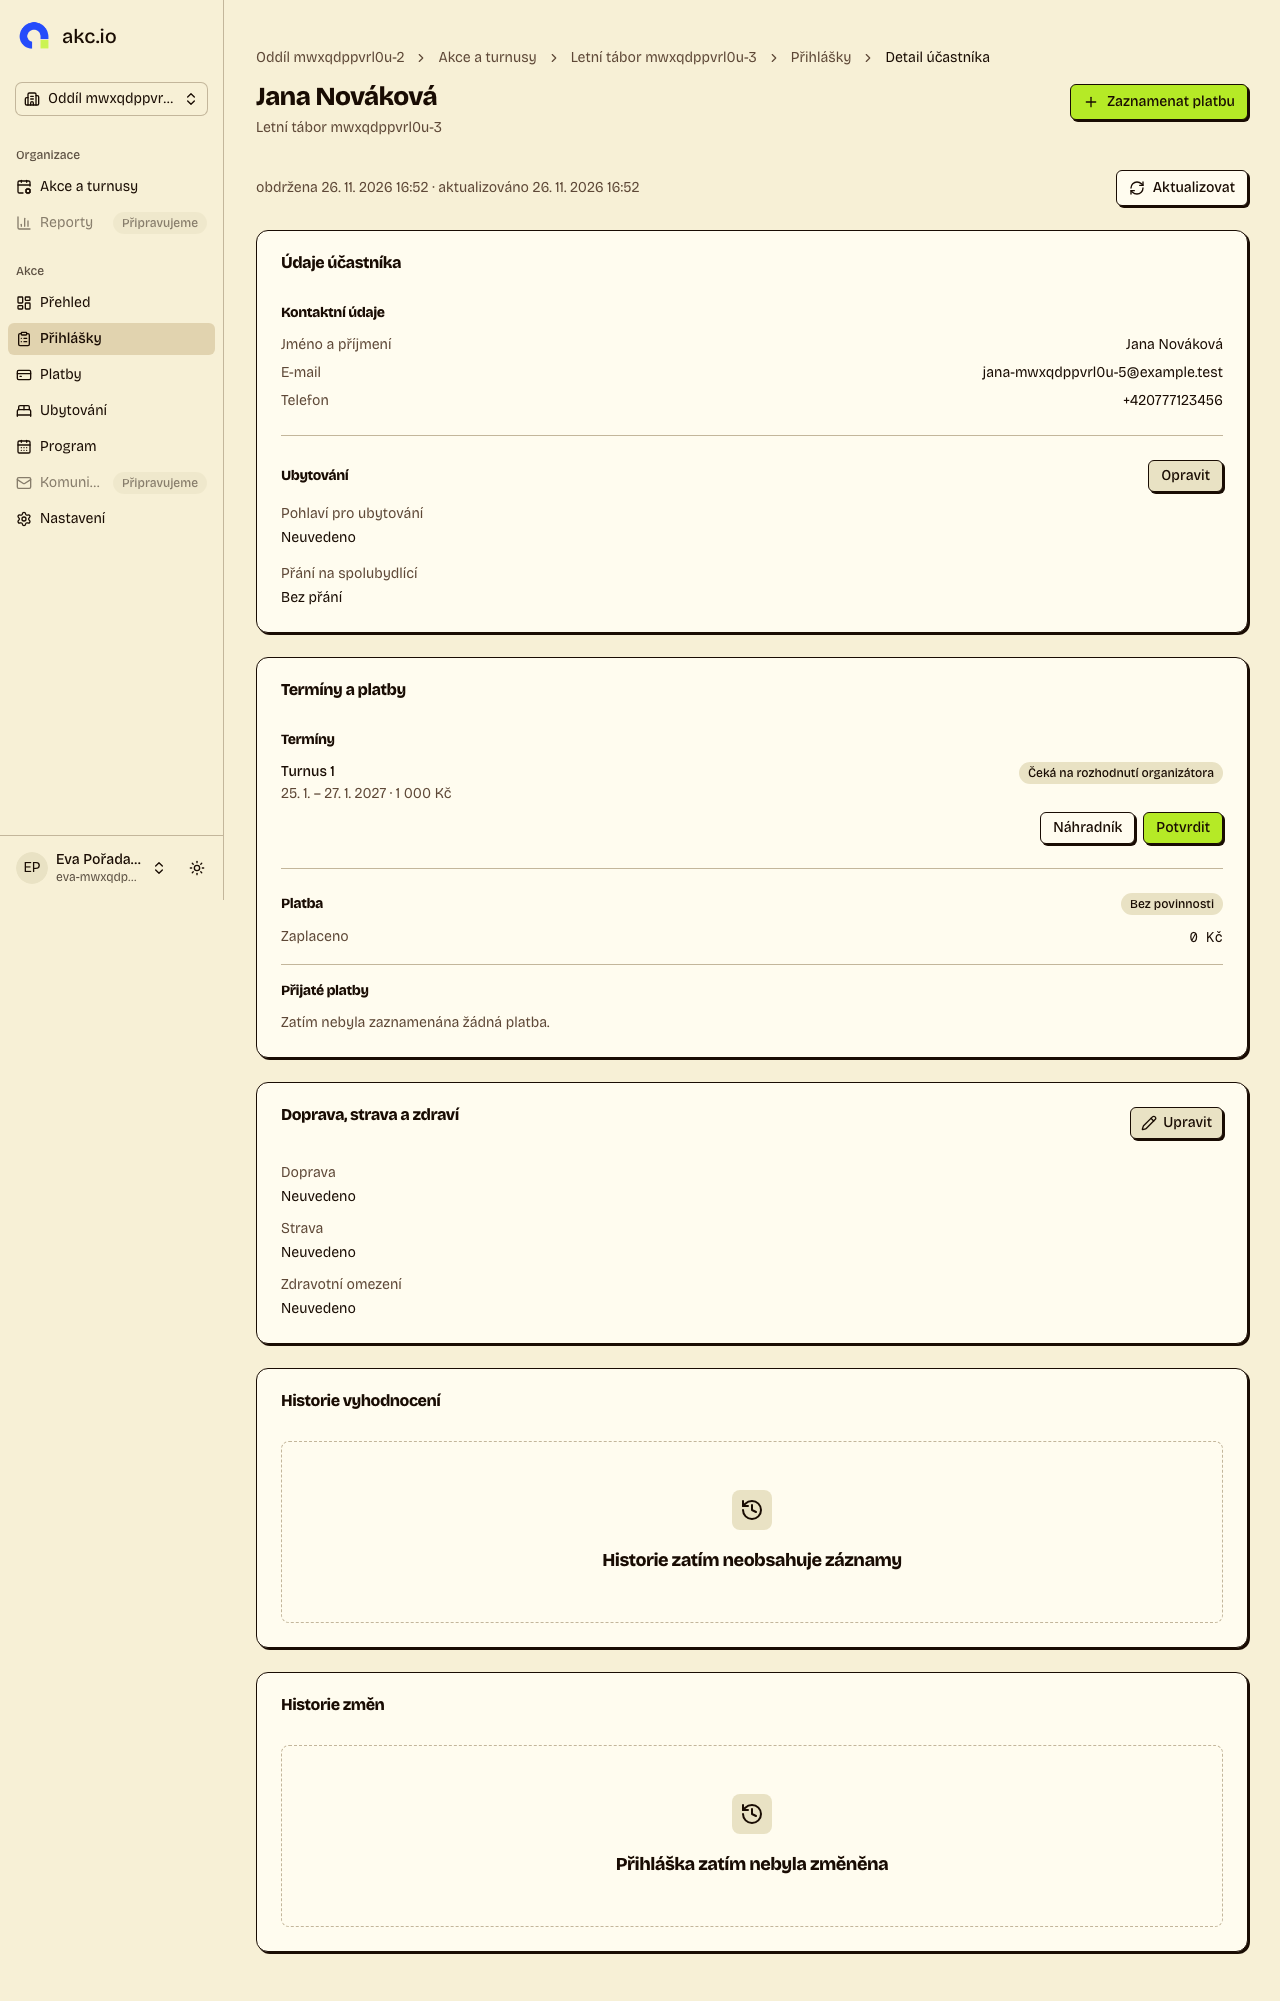 akc.io
Oddíl mwxqdppvr...
Organizace
Akce a turnusy
Reporty Připravujeme
Akce
Přehled
Přihlášky
Platby
Ubytování
Program
Komuni... Připravujeme
Nastavení
EP
Eva Pořada...
eva-mwxqdp...
Oddíl mwxqdppvrl0u-2 > Akce a turnusy > Letní tábor mwxqdppvrl0u-3 > Přihlášky > Detail účastníka
Jana Nováková
Zaznamenat platbu
Letní tábor mwxqdppvrl0u-3
obdržena 26. 11. 2026 16:52 · aktualizováno 26. 11. 2026 16:52
Aktualizovat
Údaje účastníka
Kontaktní údaje
Jméno a příjmení Jana Nováková
E-mail jana-mwxqdppvrl0u-5@example.test
Telefon +420777123456
Ubytování Opravit
Pohlaví pro ubytování
Neuvedeno
Přání na spolubydlící
Bez přání
Termíny a platby
Termíny
Turnus 1 Čeká na rozhodnutí organizátora
25. 1. – 27. 1. 2027 · 1 000 Kč
Náhradník Potvrdit
Platba Bez povinnosti
Zaplaceno 0 Kč
Přijaté platby
Zatím nebyla zaznamenána žádná platba.
Doprava, strava a zdraví Upravit
Doprava
Neuvedeno
Strava
Neuvedeno
Zdravotní omezení
Neuvedeno
Historie vyhodnocení
Historie zatím neobsahuje záznamy
Historie změn
Přihláška zatím nebyla změněna